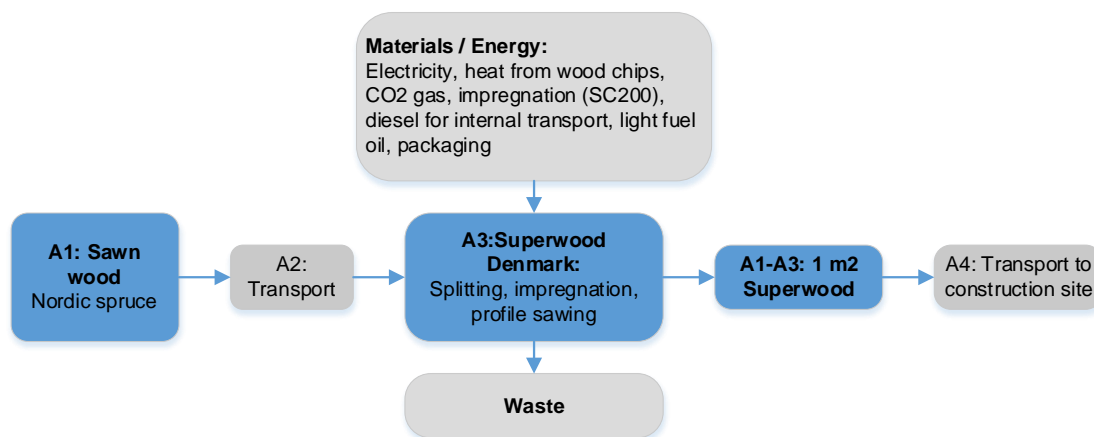 Materials / Energy:
Electricity, heat from wood chips,
CO2 gas, impregnation (SC200),
diesel for internal transport, light fuel
oil, packaging
A1: Sawn
wood
Nordic spruce
A2:
Transport
A3:Superwood
Denmark:
Splitting, impregnation,
profile sawing
A1-A3: 1 m2
Superwood
A4: Transport to
construction site
Waste